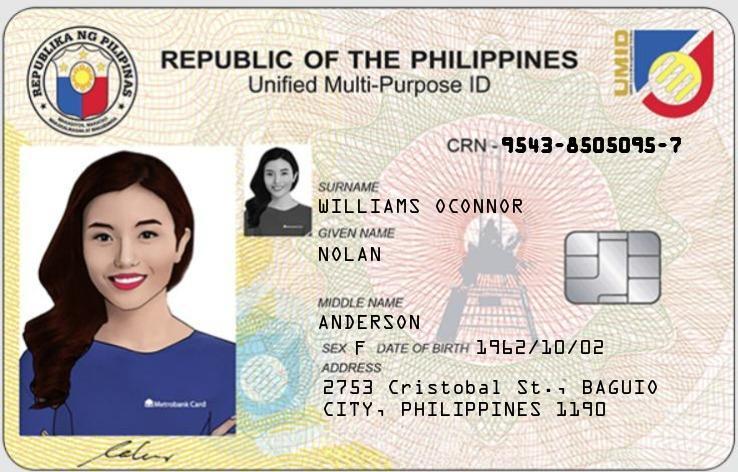 REPUBLIKA NG PILIPINAS
REPUBLIC OF THE PHILIPPINES
Unified Multi-Purpose ID
UMID
CRN - 9543-8505095-7
SURNAME
WILLIAMS OCONNOR
GIVEN NAME
NOLAN
MIDDLE NAME
ANDERSON
SEX F DATE OF BIRTH 1962/10/02
ADDRESS
2753 Cristobal St., BAGUIO
CITY, PHILIPPINES 1190
Metrobank Card